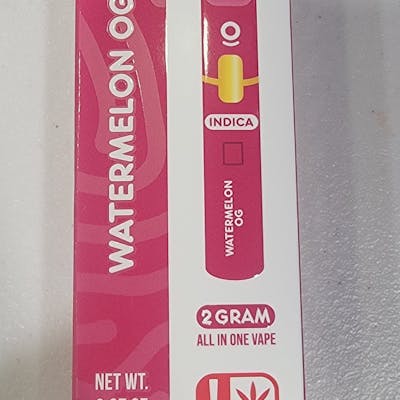 WATERMELON OG
INDICA
WATERMELON
OG
2 GRAM
ALL IN ONE VAPE
NET WT.